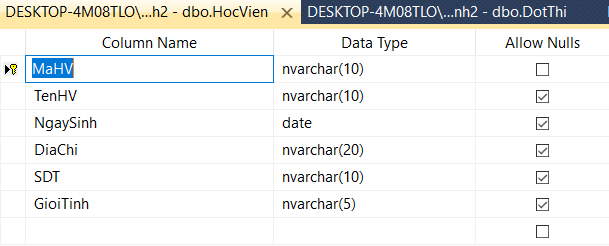 DESKTOP-4M08TLO\...h2 - dbo.HocVien DESKTOP-4M08TLO\...nh2 - dbo.DotThi
Column Name Data Type Allow Nulls
MaHV nvarchar(10)
TenHV nvarchar(10)
NgaySinh date
DiaChi nvarchar(20)
SDT nvarchar(10)
GioiTinh nvarchar(5)